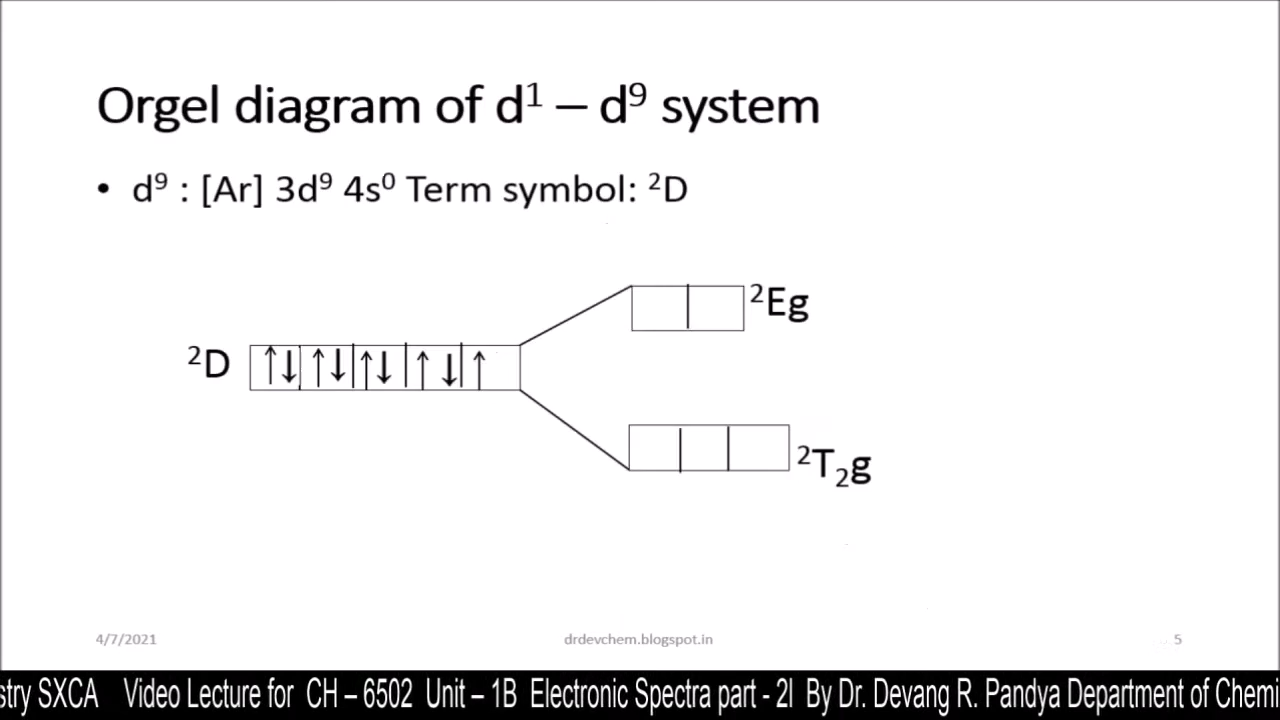 Orgel diagram of d¹ – d⁹ system
• d⁹ : [Ar] 3d⁹ 4s⁰ Term symbol: ²D
²Eg
²D ↑↓ ↑↓ ↑↓ ↑↓ ↑
²T₂g
4/7/2021 drdevchem.blogspot.in 5
stry SXCA Video Lecture for CH – 6502 Unit – 1B Electronic Spectra part - 2I By Dr. Devang R. Pandya Department of Chemi